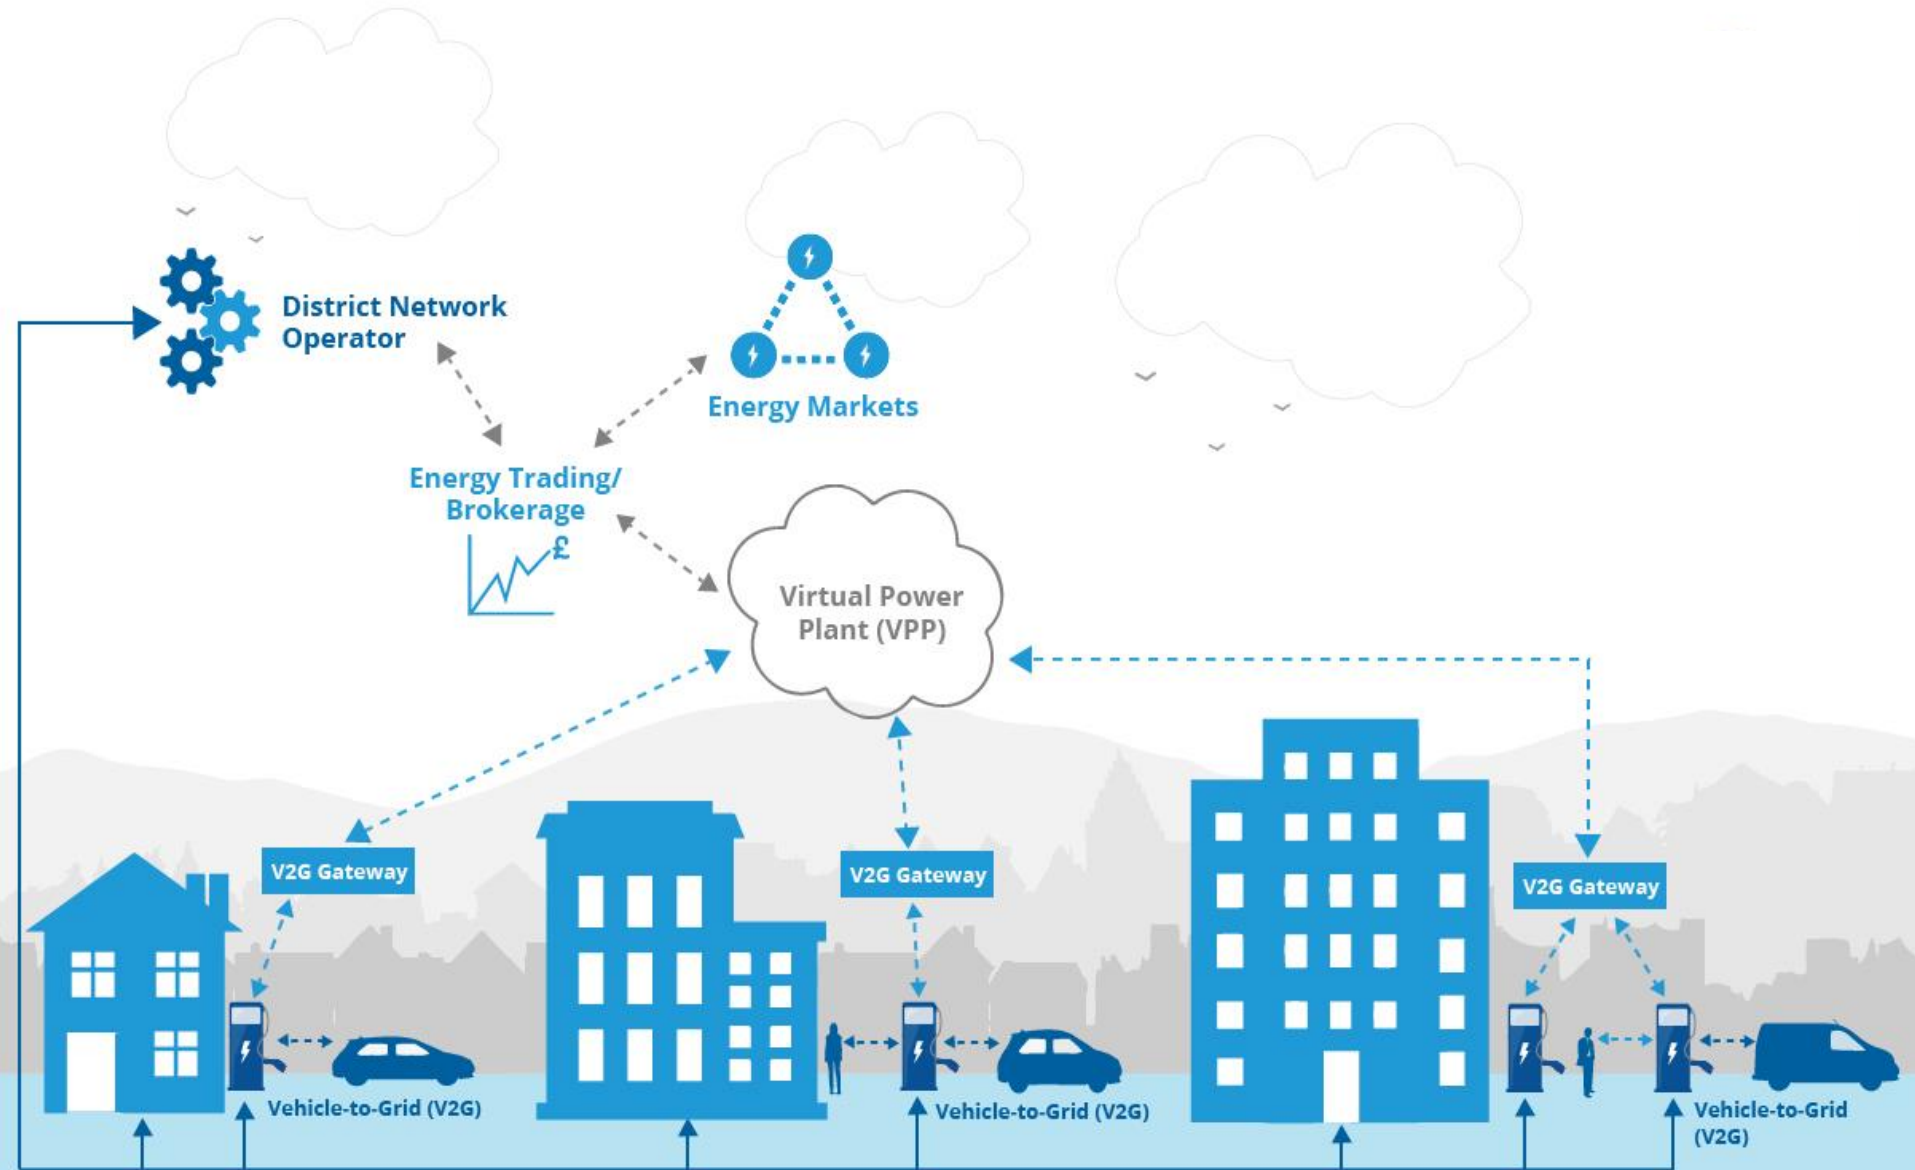 District Network
Operator
Energy Markets
Energy Trading/
Brokerage
£
Virtual Power
Plant (VPP)
V2G Gateway
V2G Gateway
V2G Gateway
Vehicle-to-Grid (V2G)
Vehicle-to-Grid (V2G)
Vehicle-to-Grid
(V2G)